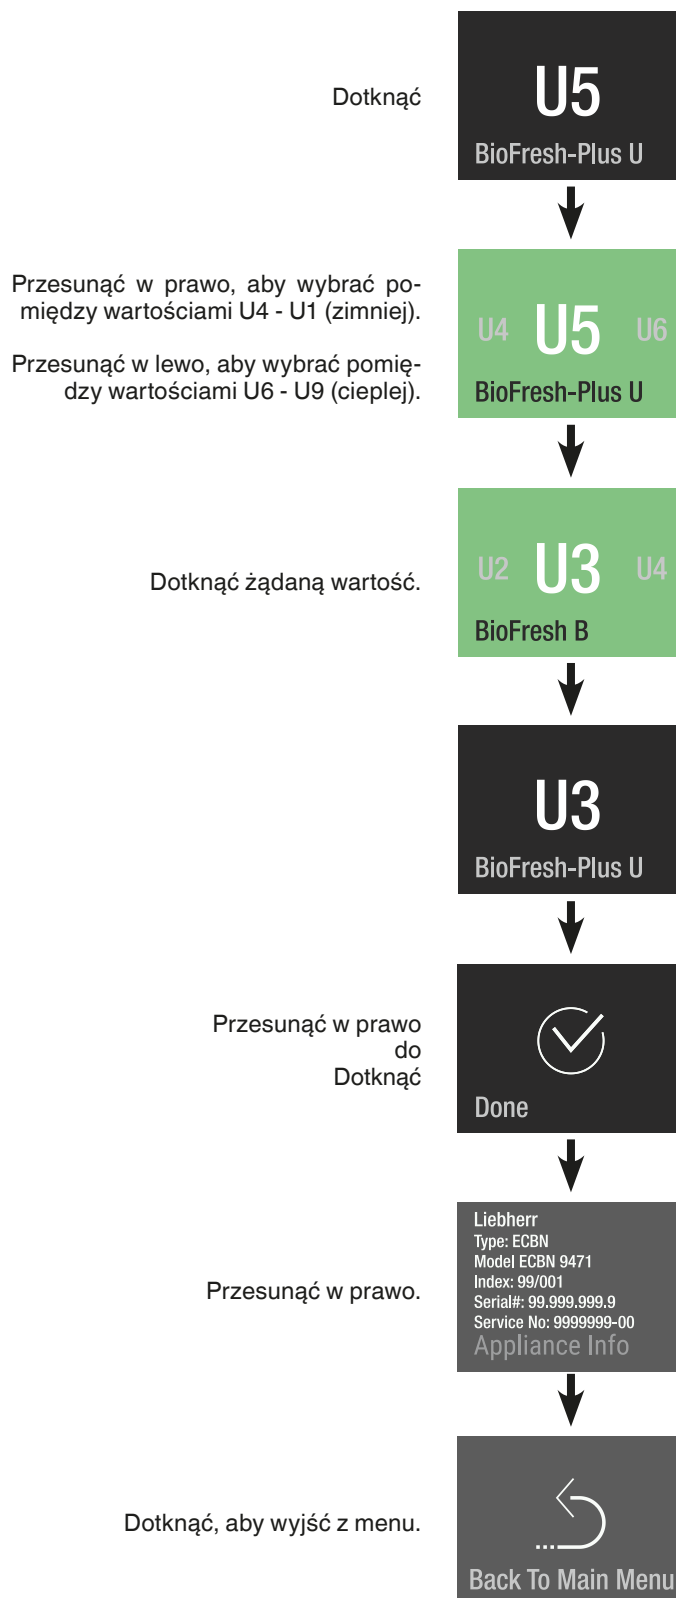 Dotknąć
U5
BioFresh-Plus U
Przesunąć w prawo, aby wybrać po-
między wartościami U4 - U1 (zimniej).
Przesunąć w lewo, aby wybrać pomię-
dzy wartościami U6 - U9 (cieplej).
U4 U5 U6
BioFresh-Plus U
Dotknąć żądaną wartość.
U2 U3 U4
BioFresh B
U3
BioFresh-Plus U
Przesunąć w prawo
do
Dotknąć
Done
Przesunąć w prawo.
Liebherr
Type: ECBN
Model ECBN 9471
Index: 99/001
Serial#: 99.999.999.9
Service No: 9999999-00
Appliance Info
Dotknąć, aby wyjść z menu.
Back To Main Menu